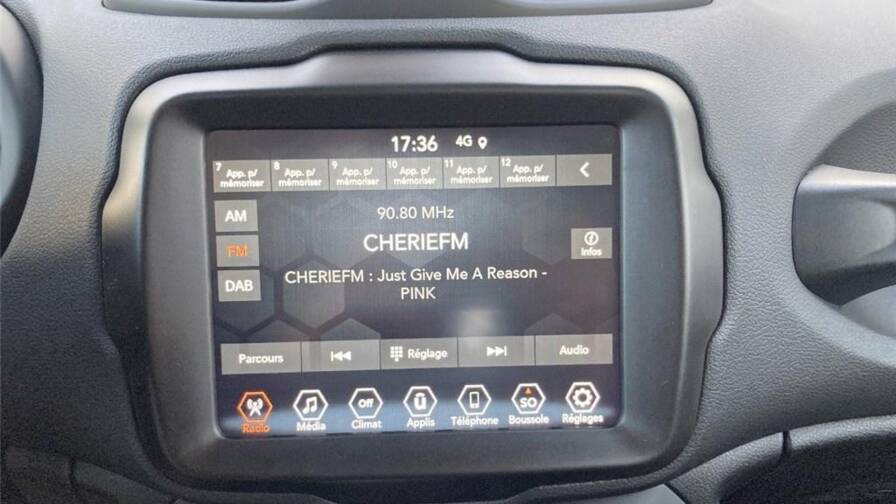 17:36 4G
7 App. p/ mémoriser 8 App. p/ mémoriser 9 App. p/ mémoriser 10 App. p/ mémoriser 11 App. p/ mémoriser 12 App. p/ mémoriser
AM
90.80 MHz
CHERIEFM
FM
Infos
CHERIEFM : Just Give Me A Reason -
PINK
DAB
Parcours Réglage Audio
Off SO
Radio Média Climat Applis Téléphone Boussole Réglages